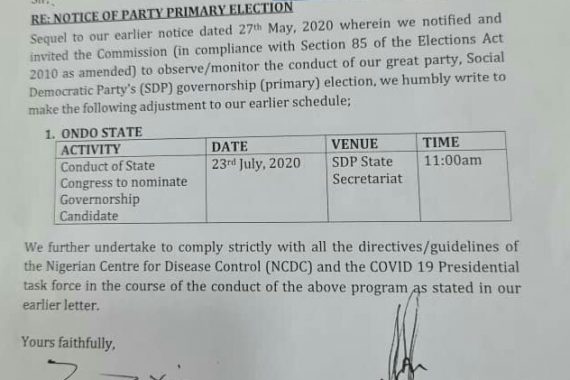 Sir,
RE: NOTICE OF PARTY PRIMARY ELECTION
Sequel to our earlier notice dated 27th May, 2020 wherein we notified and
invited the Commission (in compliance with Section 85 of the Elections Act
2010 as amended) to observe/monitor the conduct of our great party, Social
Democratic Party's (SDP) governorship (primary) election, we humbly write to
make the following adjustment to our earlier schedule;
1. ONDO STATE
ACTIVITY DATE VENUE TIME
Conduct of State 23rd July, 2020 SDP State 11:00am
Congress to nominate Secretariat
Governorship
Candidate
We further undertake to comply strictly with all the directives/guidelines of
the Nigerian Centre for Disease Control (NCDC) and the COVID 19 Presidential
task force in the course of the conduct of the above program as stated in our
earlier letter.
Yours faithfully,